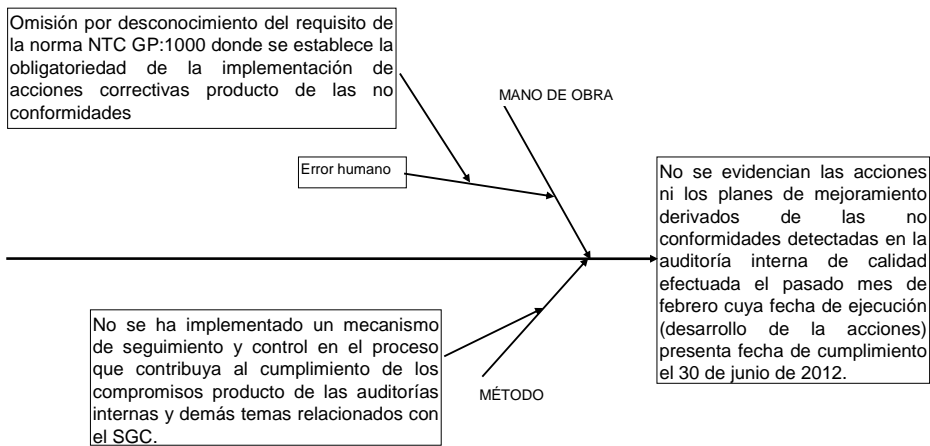 Omisión por desconocimiento del requisito de
la norma NTC GP:1000 donde se establece la
obligatoriedad de la implementación de
acciones correctivas producto de las no
conformidades
MANO DE OBRA
Error humano
No se evidencian las acciones
ni los planes de mejoramiento
derivados de las no
conformidades detectadas en la
auditoría interna de calidad
efectuada el pasado mes de
febrero cuya fecha de ejecución
(desarrollo de la acciones)
presenta fecha de cumplimiento
el 30 de junio de 2012.
No se ha implementado un mecanismo
de seguimiento y control en el proceso
que contribuya al cumplimiento de los
compromisos producto de las auditorías
internas y demás temas relacionados con
el SGC.
MÉTODO